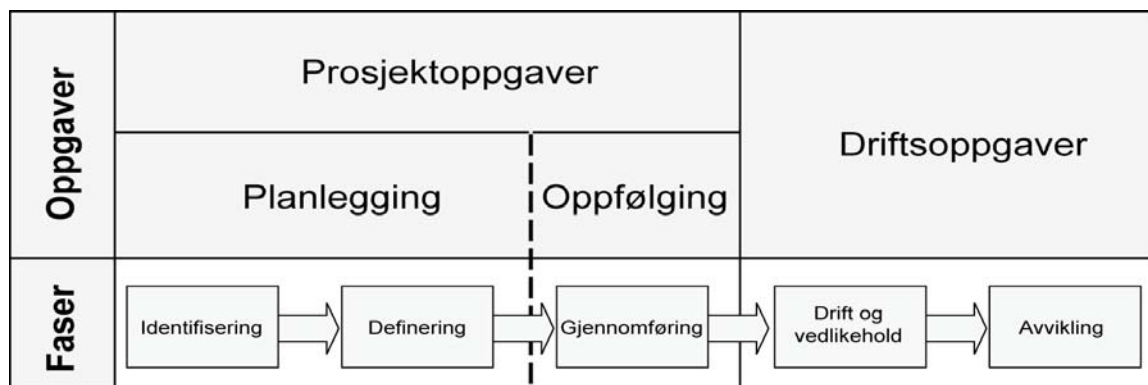 Oppgaver
Prosjektoppgaver
Driftsoppgaver
Planlegging
Oppfølging
Faser
Identifisering
Definering
Gjennomføring
Drift og
vedlikehold
Avvikling